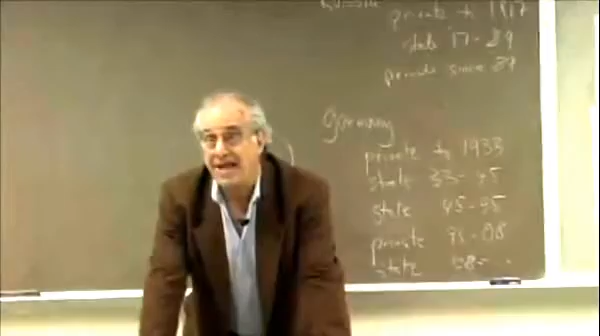 Russia
private to 1917
state 17-89
private since 89
Germany
private to 1933
state 33-45
state 45-95
private 95-08
state 08-...